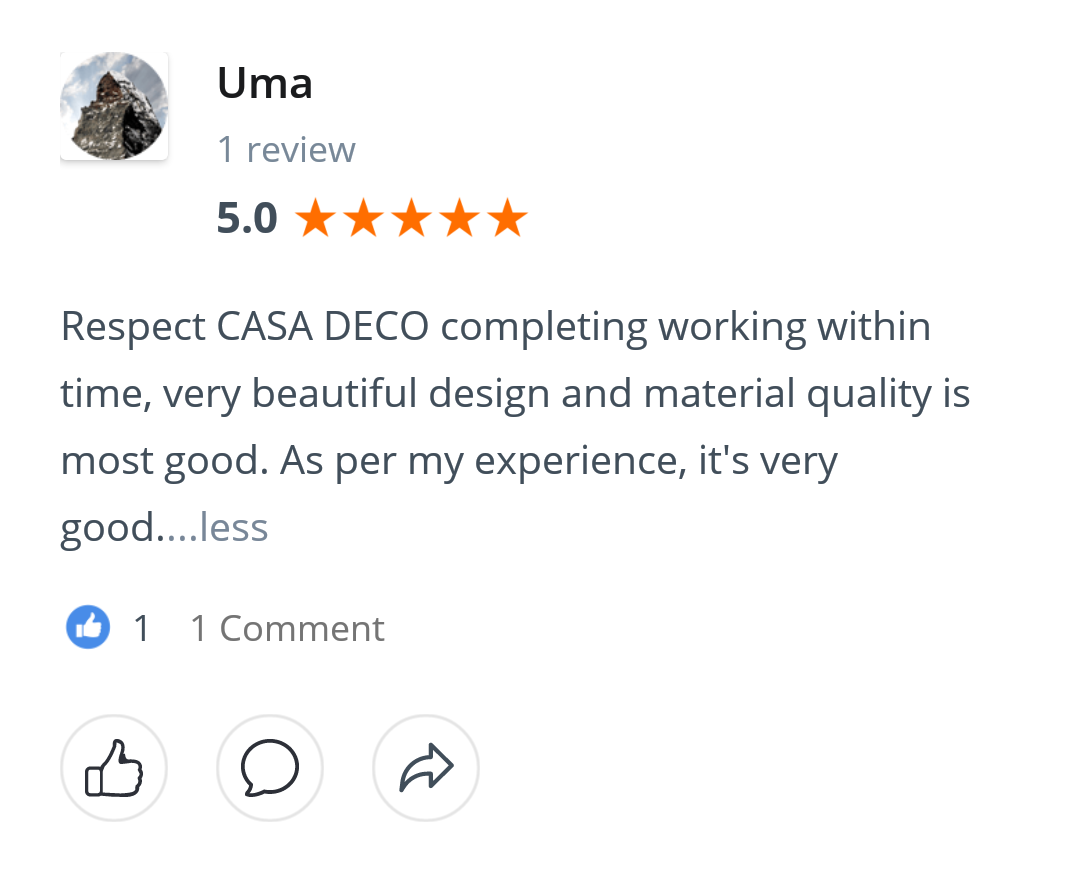 Uma
1 review
5.0
Respect CASA DECO completing working within
time, very beautiful design and material quality is
most good. As per my experience, it's very
good....less
1 1 Comment